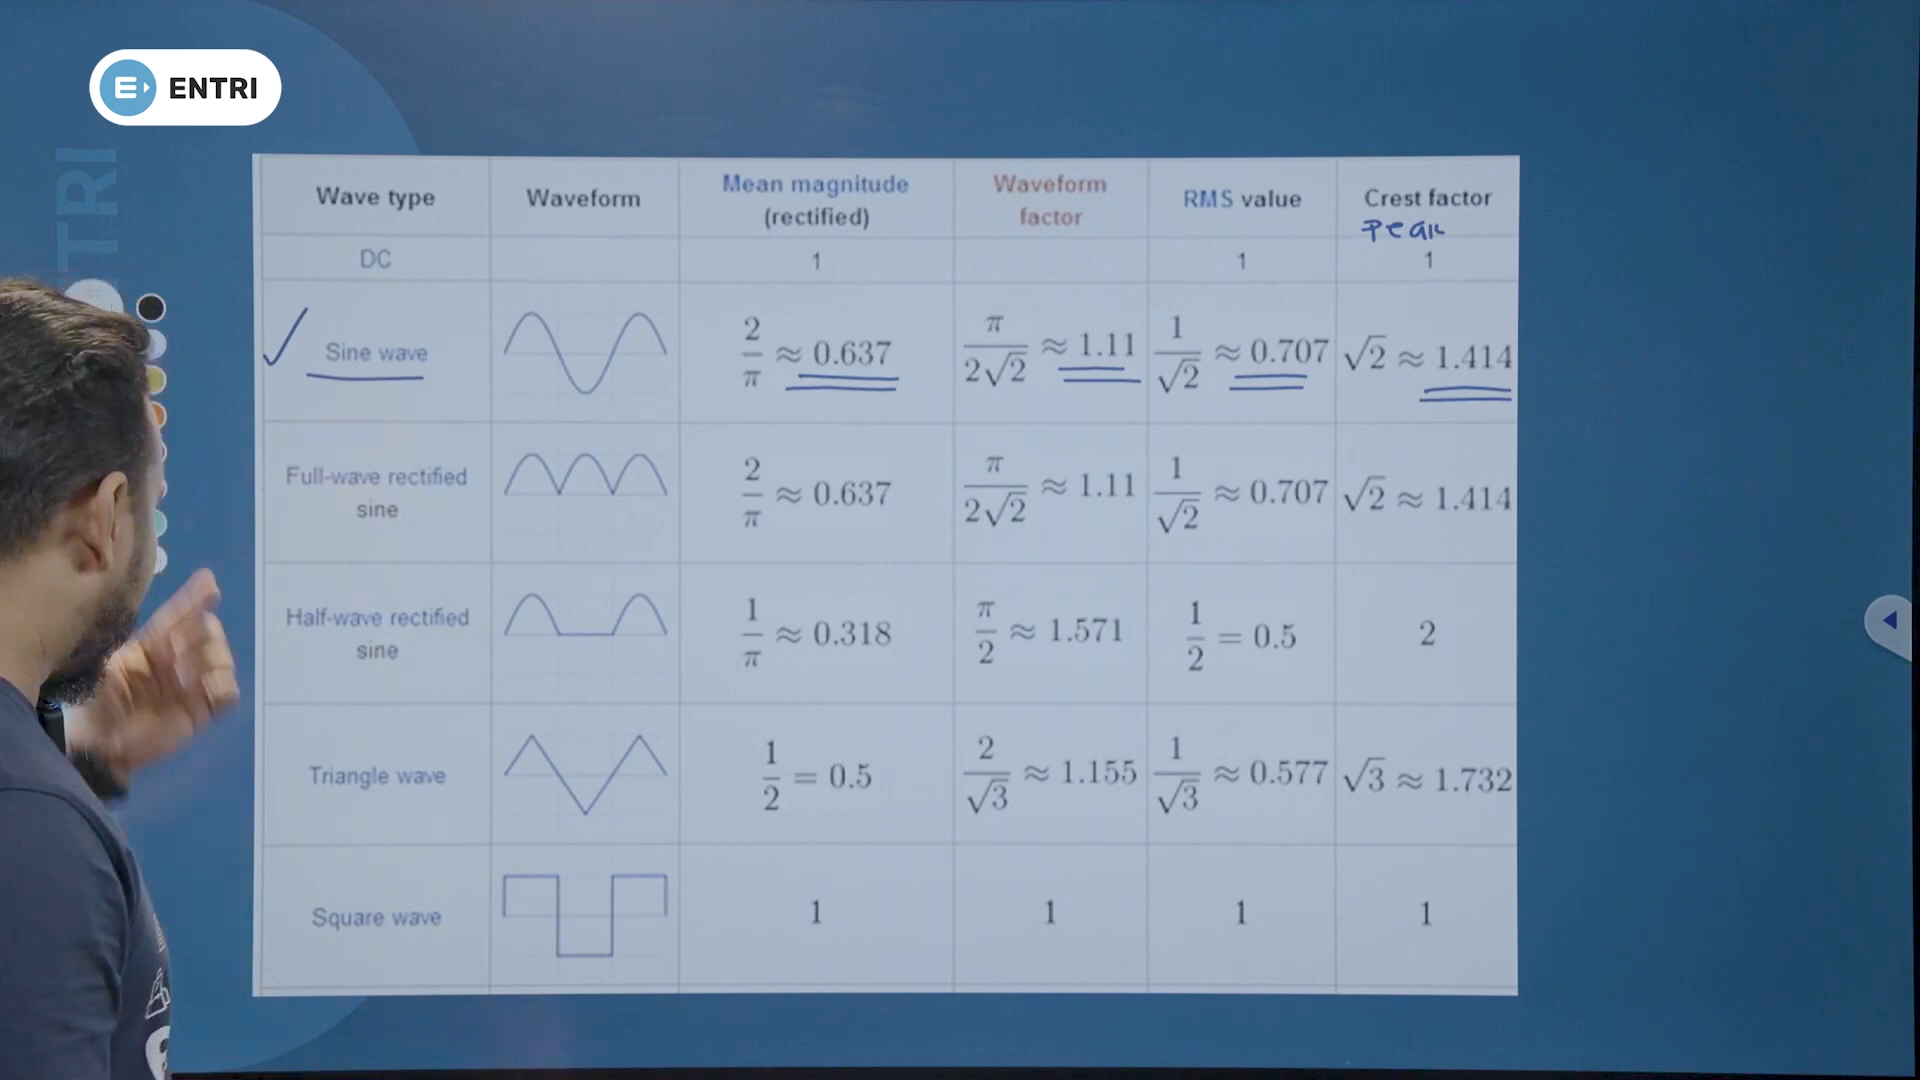 ENTRI
TRI
Wave type Waveform Mean magnitude (rectified) Waveform factor RMS value Crest factor
Peak
DC 1 1 1
Sine wave 2/π ≈ 0.637 π/2√2 ≈ 1.11 1/√2 ≈ 0.707 √2 ≈ 1.414
Full-wave rectified sine 2/π ≈ 0.637 π/2√2 ≈ 1.11 1/√2 ≈ 0.707 √2 ≈ 1.414
Half-wave rectified sine 1/π ≈ 0.318 π/2 ≈ 1.571 1/2 = 0.5 2
Triangle wave 1/2 = 0.5 2/√3 ≈ 1.155 1/√3 ≈ 0.577 √3 ≈ 1.732
Square wave 1 1 1 1